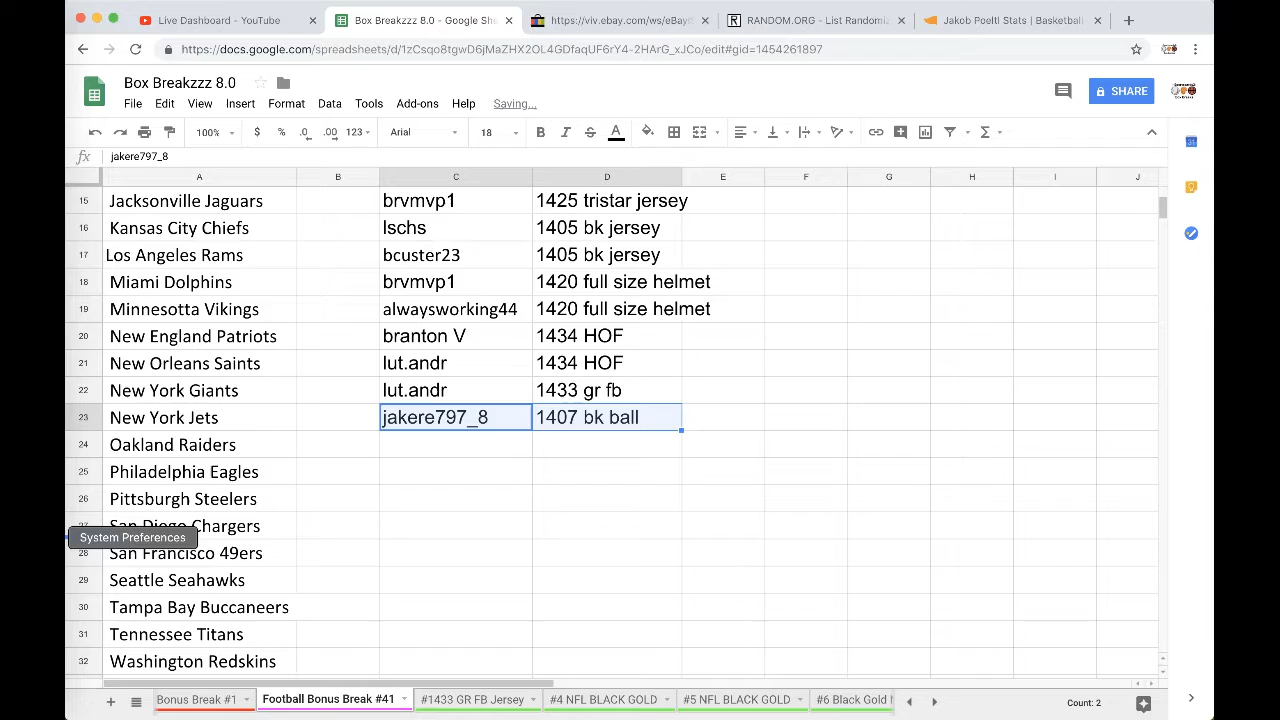 Live Dashboard - YouTube × Box Breakzzz 8.0 - Google She × https://viv.ebay.com/ws/eBayI × RANDOM.ORG - List Randomiz × Jakob Poeltl Stats | Basketball ×
https://docs.google.com/spreadsheets/d/1zCsqo8tgwD6jMaZHX2OL4GDfaqUF6rY4-2HArG_xJCo/edit#gid=1454261097
Box Breakzzz 8.0
SHARE
File Edit View Insert Format Data Tools Add-ons Help Saving...
100% $ % .0 .00 123 Arial 18 B I S A
fx jakere797_8
A B C D E F G H I J
15 Jacksonville Jaguars brvmvp1 1425 tristar jersey
16 Kansas City Chiefs lschs 1405 bk jersey
17 Los Angeles Rams bcuster23 1405 bk jersey
18 Miami Dolphins brvmvp1 1420 full size helmet
19 Minnesotta Vikings alwaysworking44 1420 full size helmet
20 New England Patriots branton V 1434 HOF
21 New Orleans Saints lut.andr 1434 HOF
22 New York Giants lut.andr 1433 gr fb
23 New York Jets jakere797_8 1407 bk ball
24 Oakland Raiders
25 Philadelphia Eagles
26 Pittsburgh Steelers
27 San Diego Chargers
System Preferences
28 San Francisco 49ers
29 Seattle Seahawks
30 Tampa Bay Buccaneers
31 Tennessee Titans
32 Washington Redskins
Bonus Break #1 Football Bonus Break #41 #1433 GR FB Jersey #4 NFL BLACK GOLD #5 NFL BLACK GOLD #6 Black Gold N Count: 2